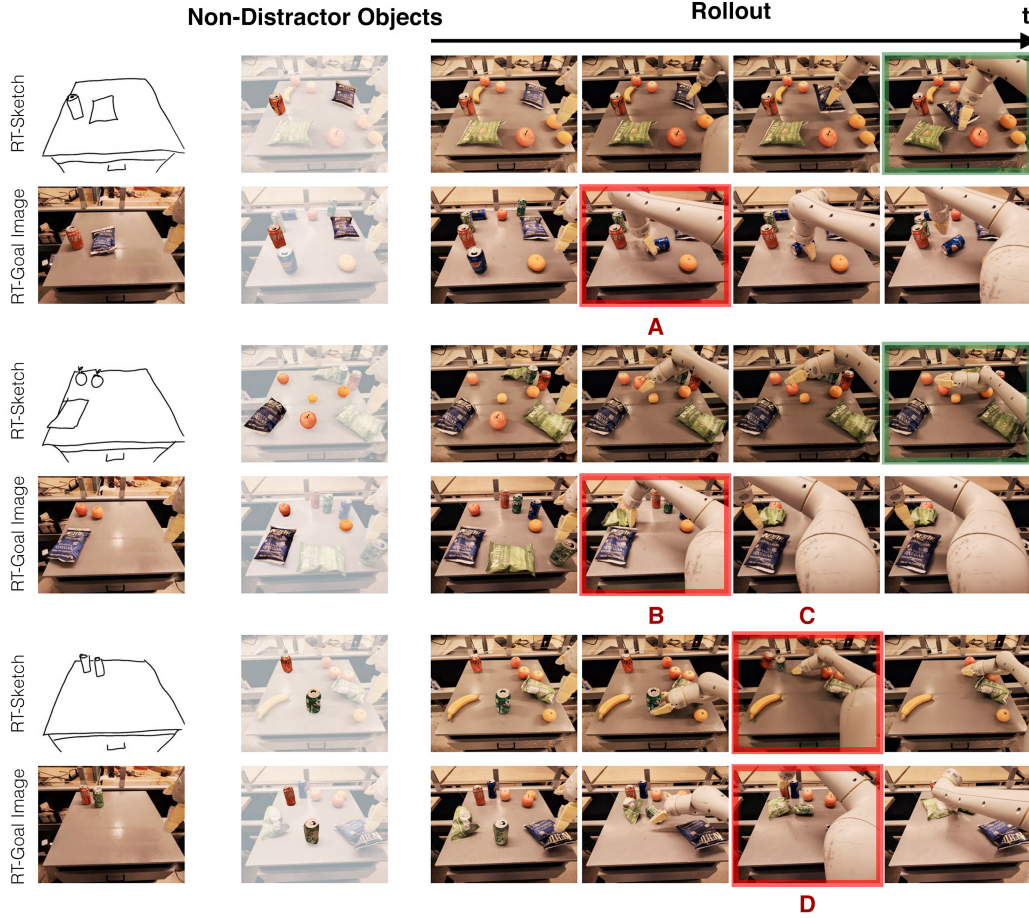 Non-Distractor Objects
Rollout
t
RT-Sketch
RT-Goal Image
A
RT-Sketch
RT-Goal Image
B
C
RT-Sketch
RT-Goal Image
D